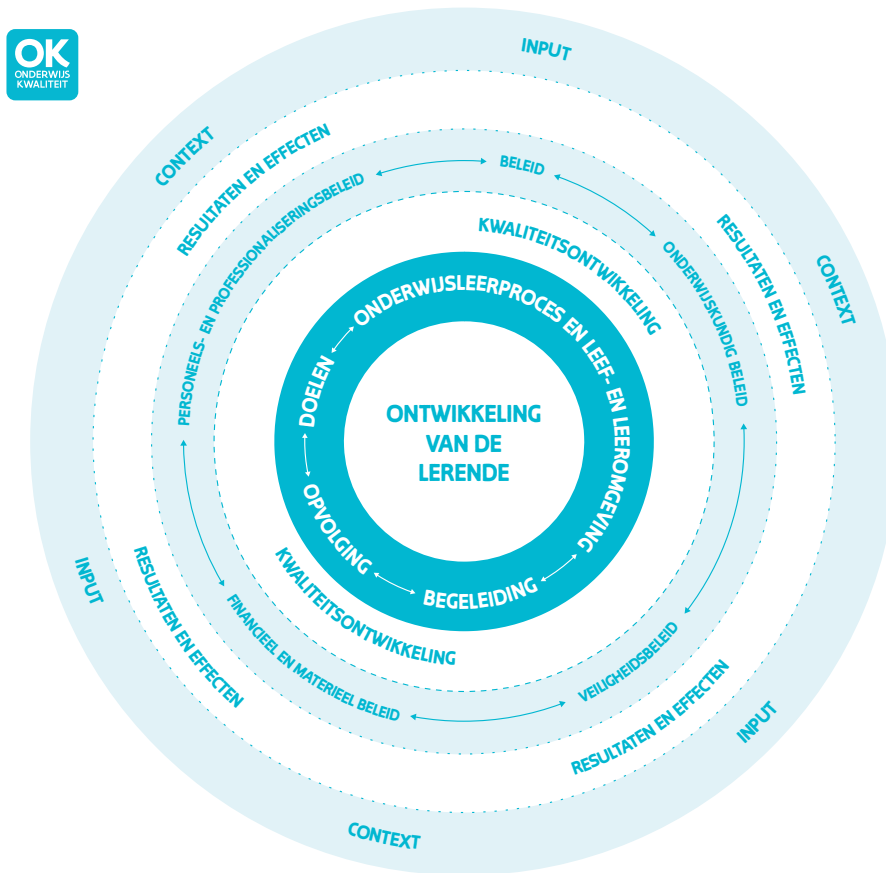 OK
ONDERWIJS
KWALITEIT
INPUT
CONTEXT
CONTEXT
INPUT
INPUT
CONTEXT
RESULTATEN EN EFFECTEN
RESULTATEN EN EFFECTEN
RESULTATEN EN EFFECTEN
RESULTATEN EN EFFECTEN
BELEID
ONDERWIJSKUNDIG BELEID
VEILIGHEIDSBELEID
FINANCIEEL EN MATERIEEL BELEID
PERSONEELS- EN PROFESSIONALISERINGSBELEID
KWALITEITSONTWIKKELING
KWALITEITSONTWIKKELING
DOELEN
ONDERWIJSLEERPROCES EN LEEF- EN LEEROMGEVING
BEGELEIDING
OPVOLGING
ONTWIKKELING
VAN DE
LERENDE